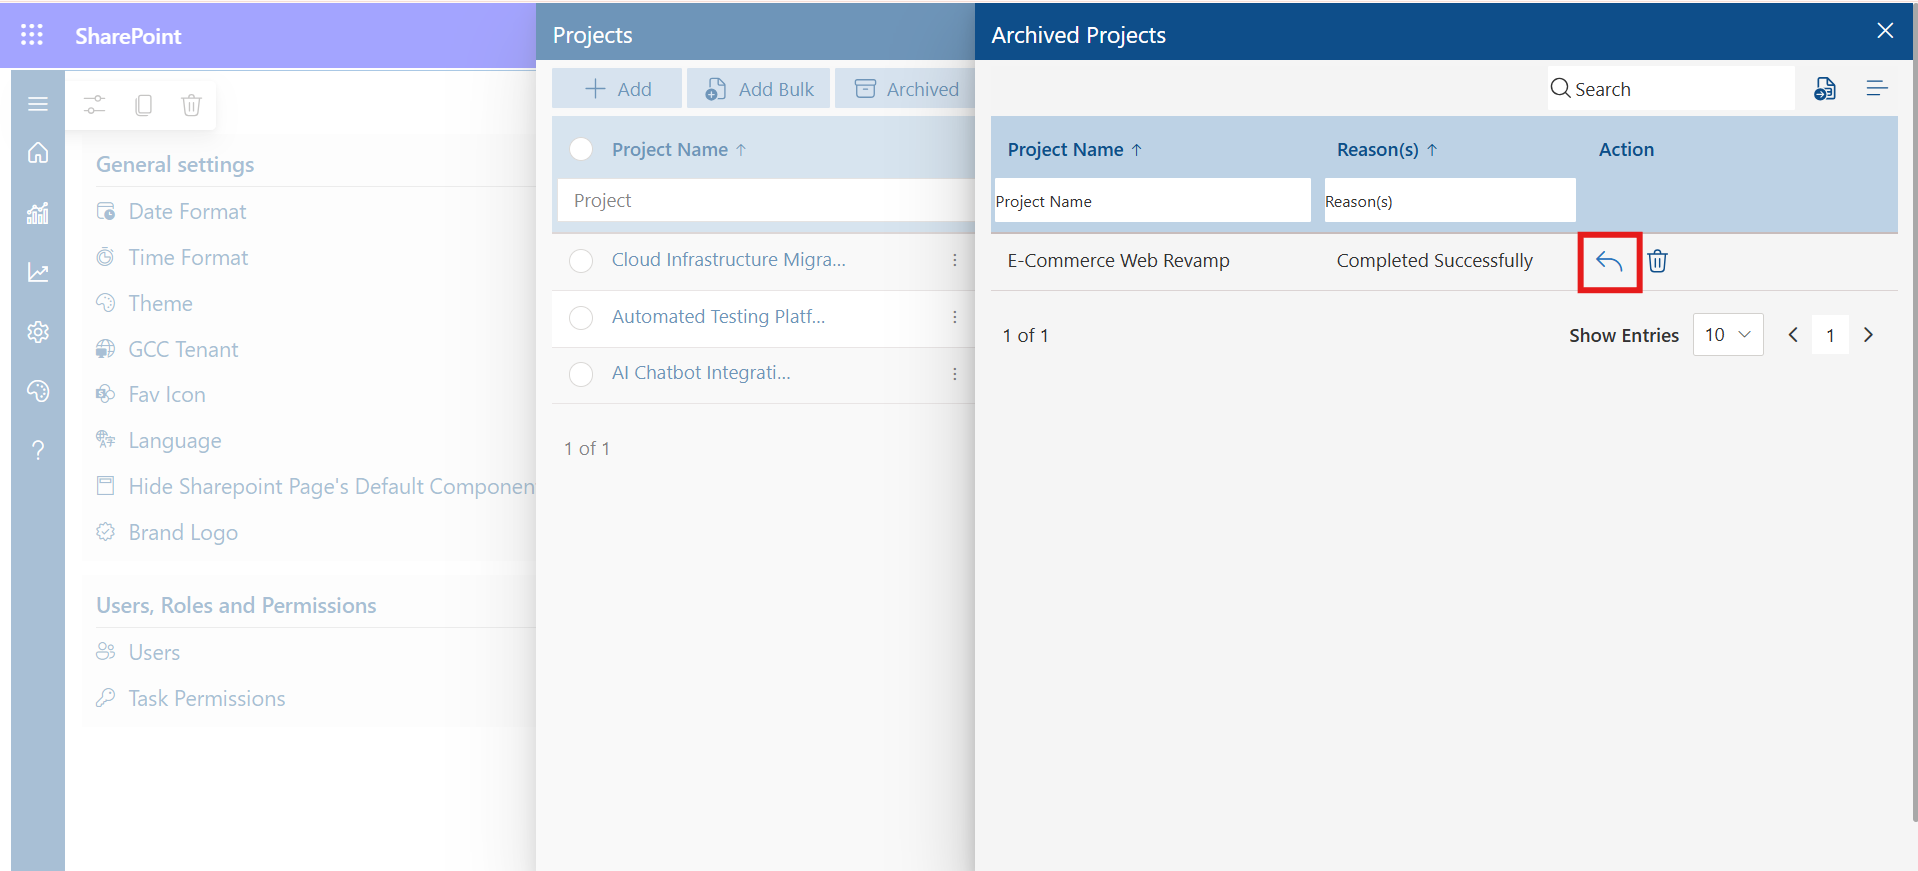 SharePoint
General settings
Date Format
Time Format
Theme
GCC Tenant
Fav Icon
Language
Hide Sharepoint Page's Default Componen
Brand Logo
Users, Roles and Permissions
Users
Task Permissions
Projects
Add
Add Bulk
Archived
Project Name ↑
Project
Cloud Infrastructure Migra...
Automated Testing Platf...
AI Chatbot Integrati...
1 of 1
Archived Projects
Search
Project Name ↑ Reason(s) ↑ Action
Project Name Reason(s)
E-Commerce Web Revamp Completed Successfully
1 of 1 Show Entries 10 1